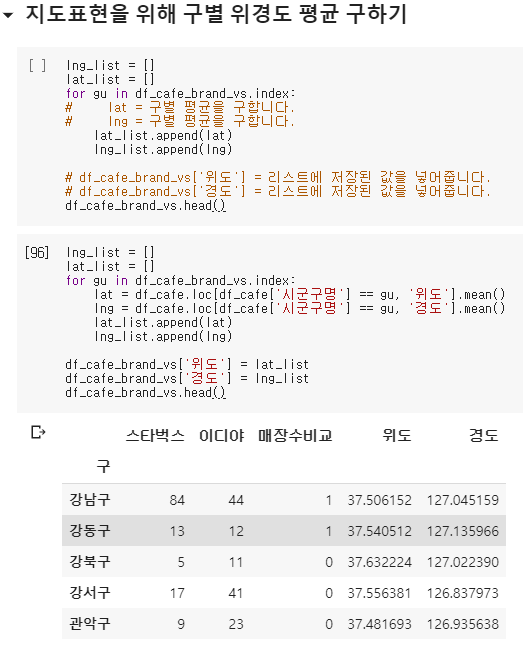 지도표현을 위해 구별 위경도 평균 구하기
[ ] lng_list = []
lat_list = []
for gu in df_cafe_brand_vs.index:
#     lat = 구별 평균을 구합니다.
#     lng = 구별 평균을 구합니다.
    lat_list.append(lat)
    lng_list.append(lng)

# df_cafe_brand_vs['위도'] = 리스트에 저장된 값을 넣어줍니다.
# df_cafe_brand_vs['경도'] = 리스트에 저장된 값을 넣어줍니다.
df_cafe_brand_vs.head()
[96] lng_list = []
lat_list = []
for gu in df_cafe_brand_vs.index:
    lat = df_cafe.loc[df_cafe['시군구명'] == gu, '위도'].mean()
    lng = df_cafe.loc[df_cafe['시군구명'] == gu, '경도'].mean()
    lat_list.append(lat)
    lng_list.append(lng)

df_cafe_brand_vs['위도'] = lat_list
df_cafe_brand_vs['경도'] = lng_list
df_cafe_brand_vs.head()
스타벅스 이디야 매장수비교 위도 경도
구
강남구 84 44 1 37.506152 127.045159
강동구 13 12 1 37.540512 127.135966
강북구 5 11 0 37.632224 127.022390
강서구 17 41 0 37.556381 126.837973
관악구 9 23 0 37.481693 126.935638